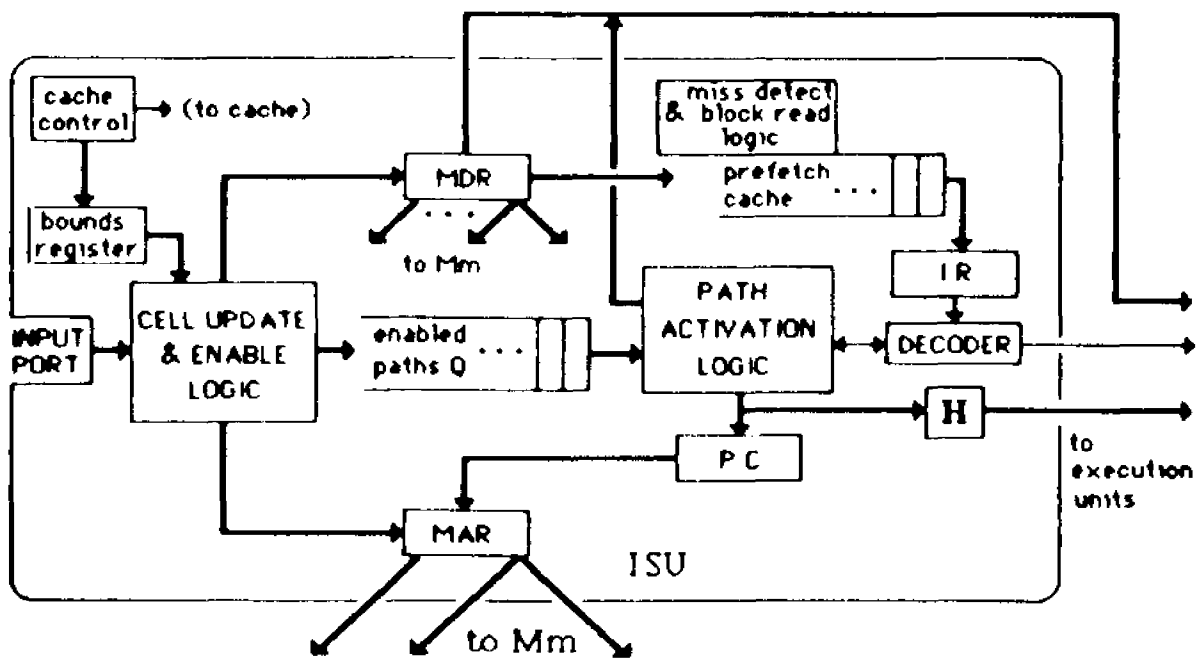 cache
control
(to cache)
bounds
register
miss detect
& block read
logic
MDR
. . . .
to Mm
prefetch
cache
. . .
IR
INPUT
PORT
CELL UPDATE
& ENABLE
LOGIC
enabled
paths Q
. . .
PATH
ACTIVATION
LOGIC
DECODER
H
PC
to
execution
units
MAR
ISU
to Mm